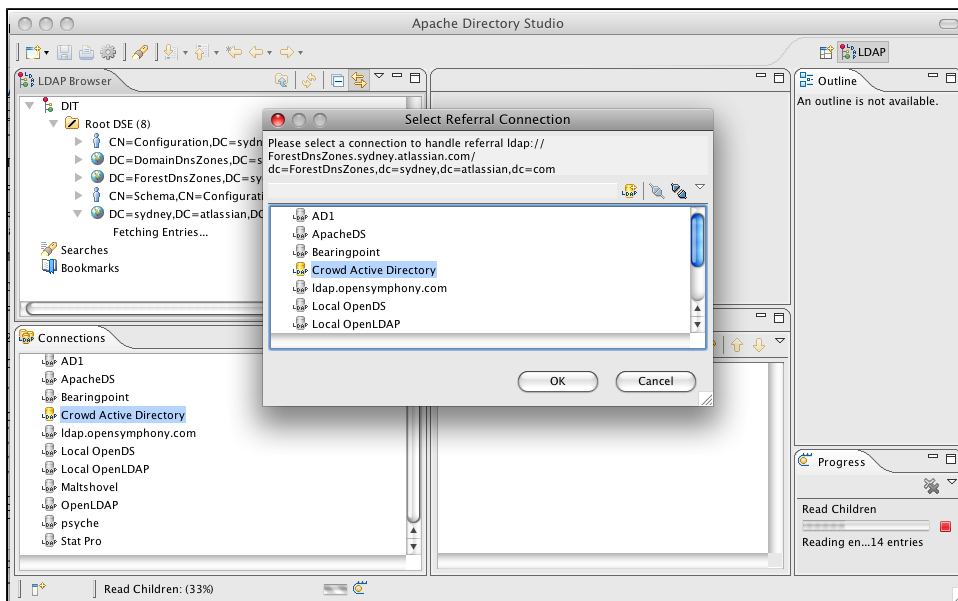 Apache Directory Studio
LDAP
LDAP Browser
DIT
Root DSE (8)
CN=Configuration,DC=sydn
DC=DomainDnsZones,DC=s
DC=ForestDnsZones,DC=sy
CN=Schema,CN=Configurati
DC=sydney,DC=atlassian,DC
Fetching Entries...
Searches
Bookmarks
Select Referral Connection
Please select a connection to handle referral ldap://
ForestDnsZones.sydney.atlassian.com/
dc=ForestDnsZones,dc=sydney,dc=atlassian,dc=com
AD1
ApacheDS
Bearingpoint
Crowd Active Directory
ldap.opensymphony.com
Local OpenDS
Local OpenLDAP
OK
Cancel
Outline
An outline is not available.
Connections
AD1
ApacheDS
Bearingpoint
Crowd Active Directory
ldap.opensymphony.com
Local OpenDS
Local OpenLDAP
Maltshovel
OpenLDAP
psyche
Stat Pro
Progress
Read Children
Reading en...14 entries
Read Children: (33%)